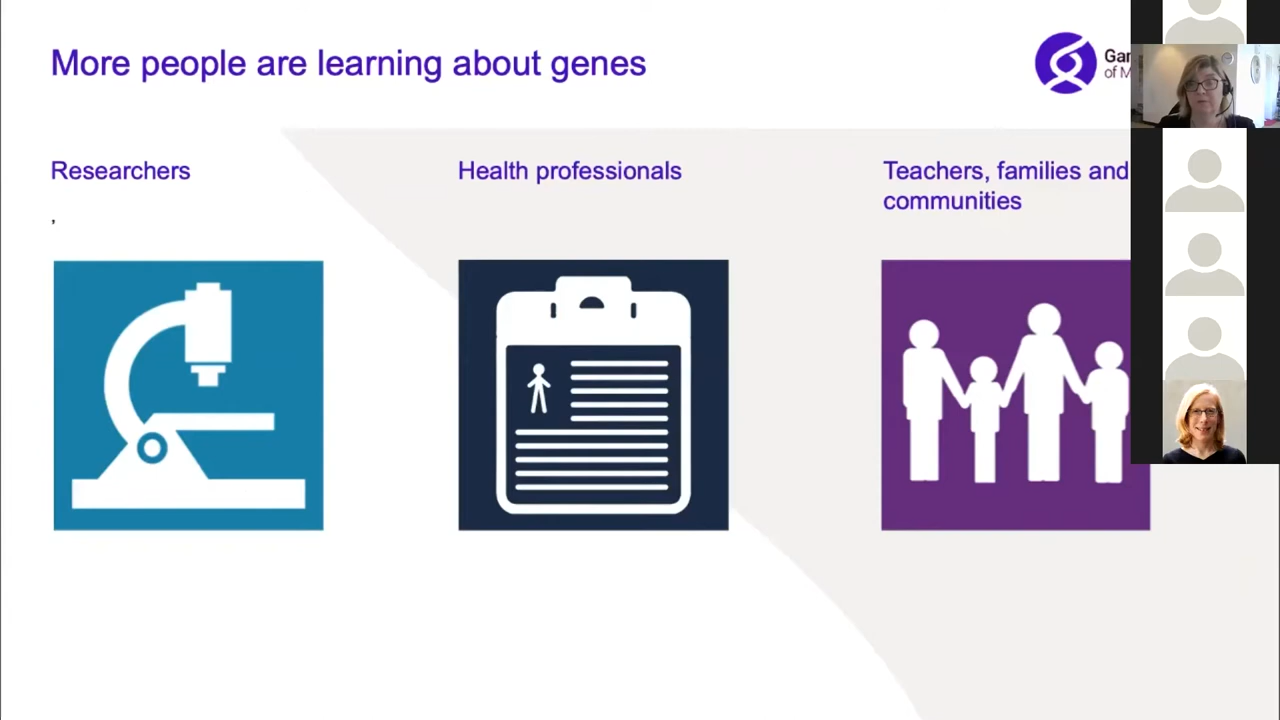 More people are learning about genes
Researchers
,
Health professionals
Teachers, families and
communities